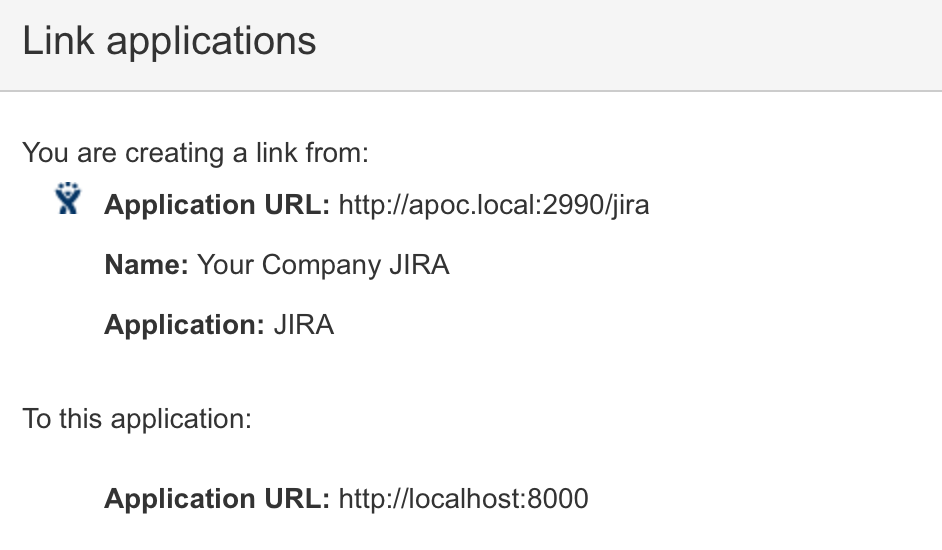 Link applications
You are creating a link from:
Application URL: http://apoc.local:2990/jira
Name: Your Company JIRA
Application: JIRA
To this application:
Application URL: http://localhost:8000